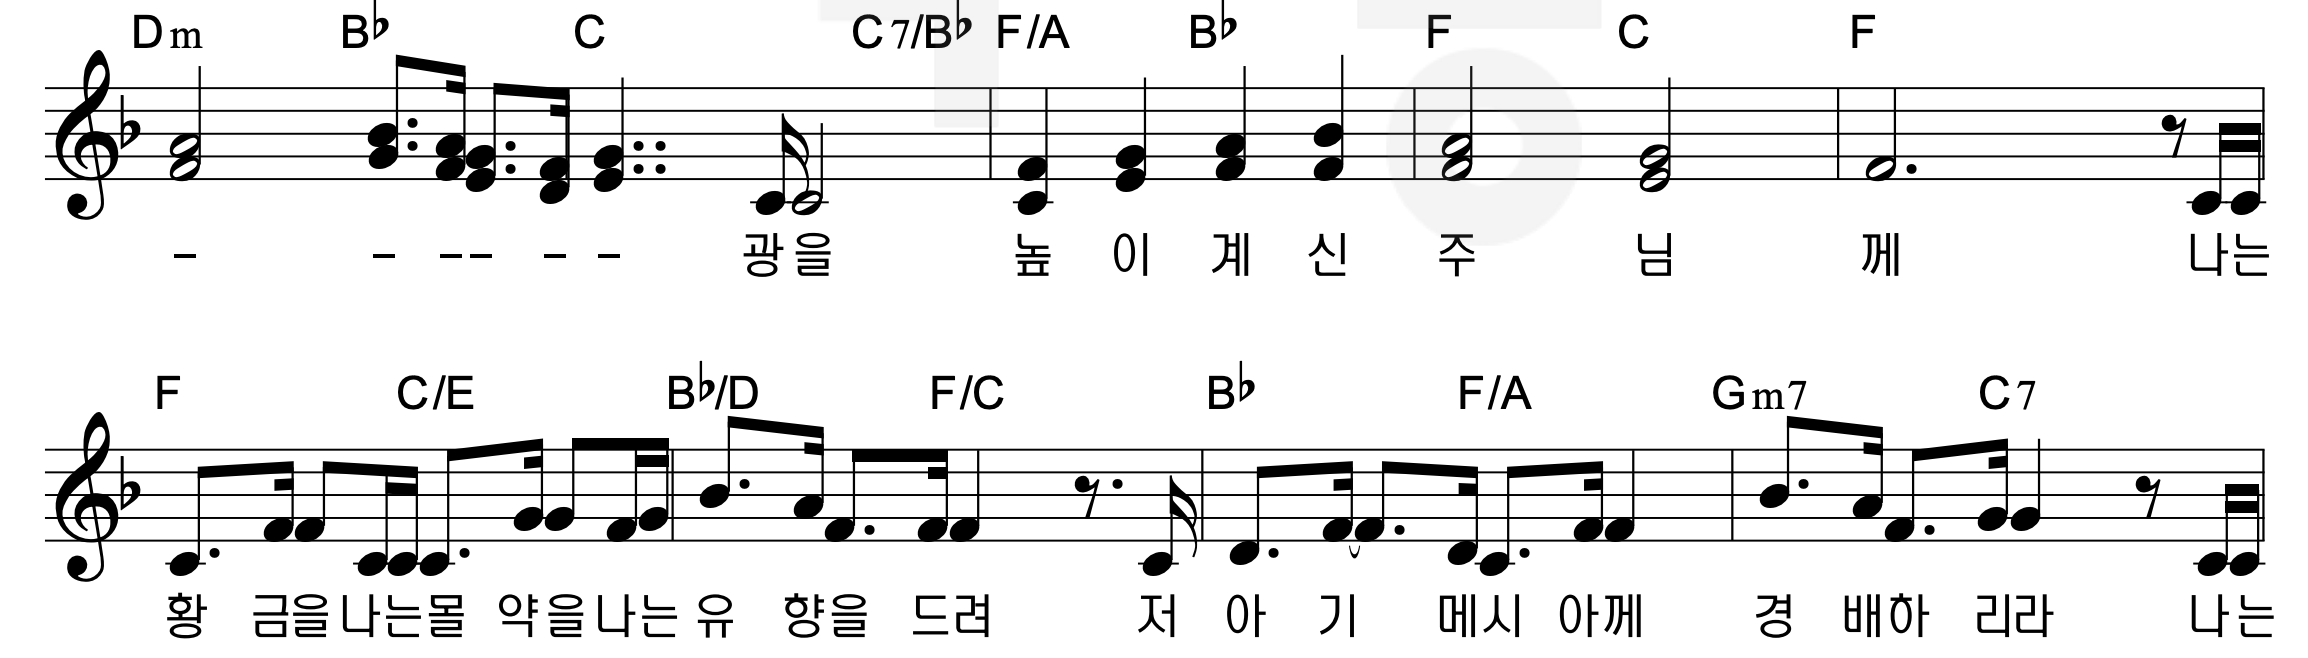 Dm B♭ C C7/B♭ F/A B♭ F C F
– – – – – – 광을 높 이 계 신 주 님 께 나는
F C/E B♭/D F/C B♭ F/A Gm7 C7
황 금을나는몰 약을나는유 향을 드려 저 아 기 메시 아께 경 배하 리라 나는